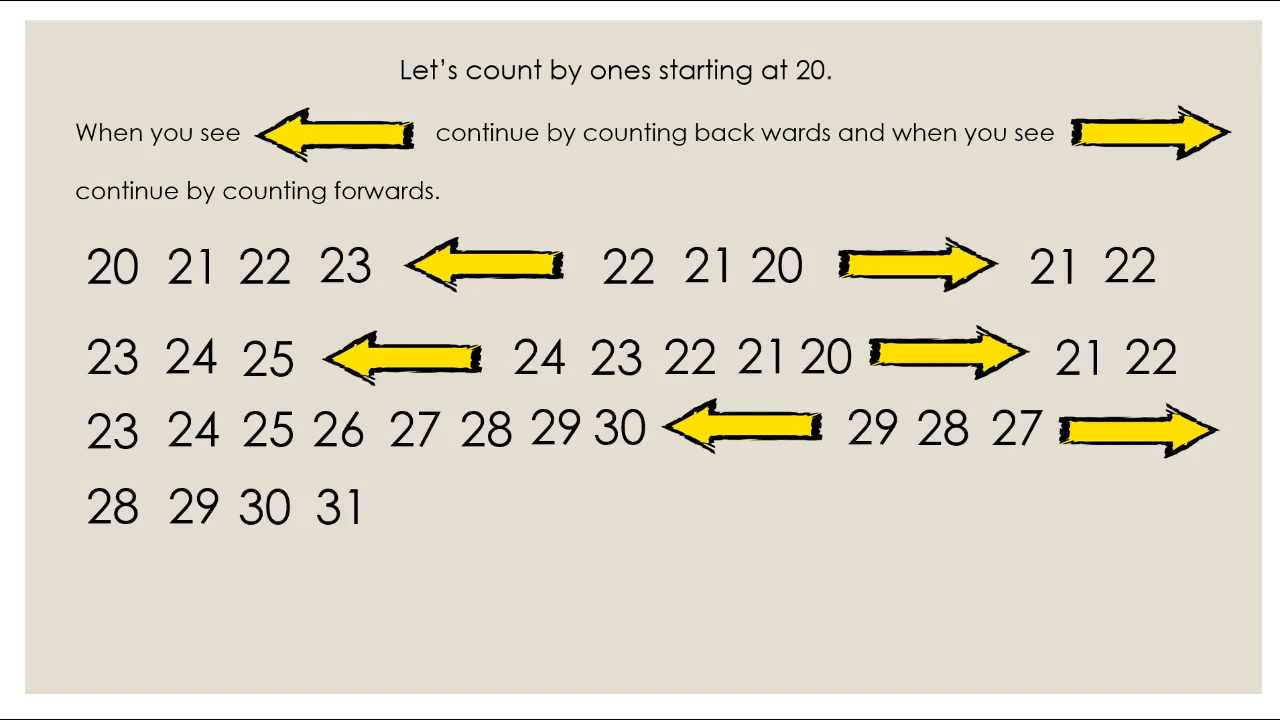 Let’s count by ones starting at 20.
When you see continue by counting back wards and when you see
continue by counting forwards.
20 21 22 23 22 21 20 21 22
23 24 25 24 23 22 21 20 21 22
23 24 25 26 27 28 29 30 29 28 27
28 29 30 31